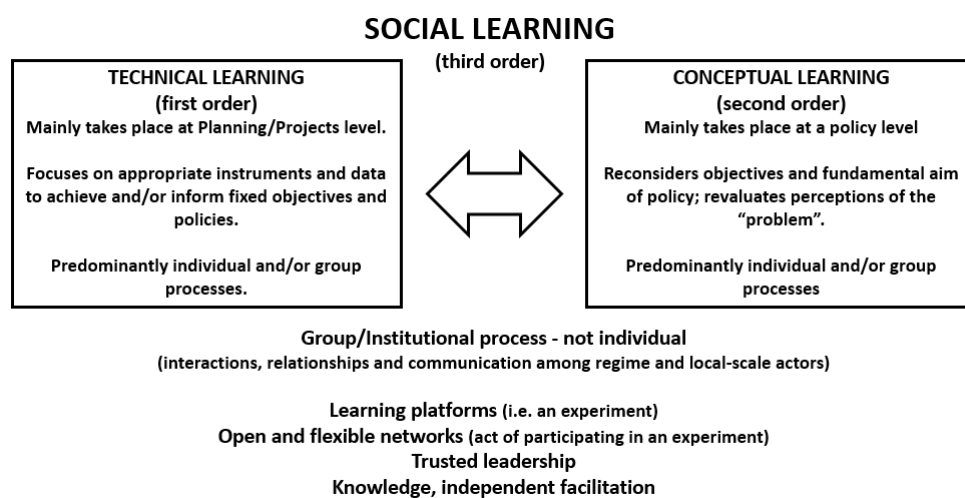 SOCIAL LEARNING
(third order)
TECHNICAL LEARNING
(first order)
Mainly takes place at Planning/Projects level.
Focuses on appropriate instruments and data
to achieve and/or inform fixed objectives and
policies.
Predominantly individual and/or group
processes.
CONCEPTUAL LEARNING
(second order)
Mainly takes place at a policy level
Reconsiders objectives and fundamental aim
of policy; revaluates perceptions of the
“problem”.
Predominantly individual and/or group
processes
Group/Institutional process - not individual
(interactions, relationships and communication among regime and local-scale actors)
Learning platforms (i.e. an experiment)
Open and flexible networks (act of participating in an experiment)
Trusted leadership
Knowledge, independent facilitation